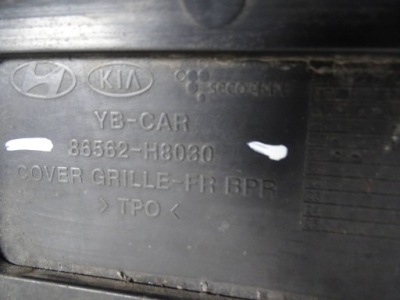 KIA
YB-CAR
86562-H8030
COVER GRILLE-FR BPR
> TPO <